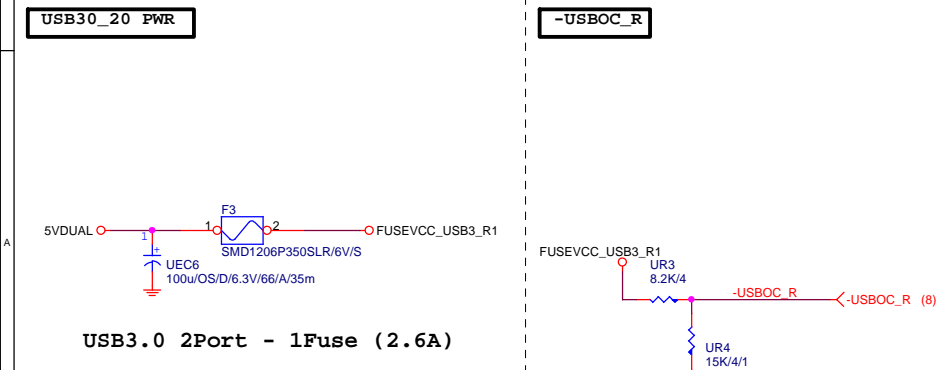 USB30_20 PWR
-USBOC_R
A
F3
5VDUAL
1
2
FUSEVCC_USB3_R1
SMD1206P350SLR/6V/S
1
+
UEC6
100u/OS/D/6.3V/66/A/35m
USB3.0 2Port - 1Fuse (2.6A)
FUSEVCC_USB3_R1
UR3
8.2K/4
-USBOC_R
-USBOC_R (8)
UR4
15K/4/1